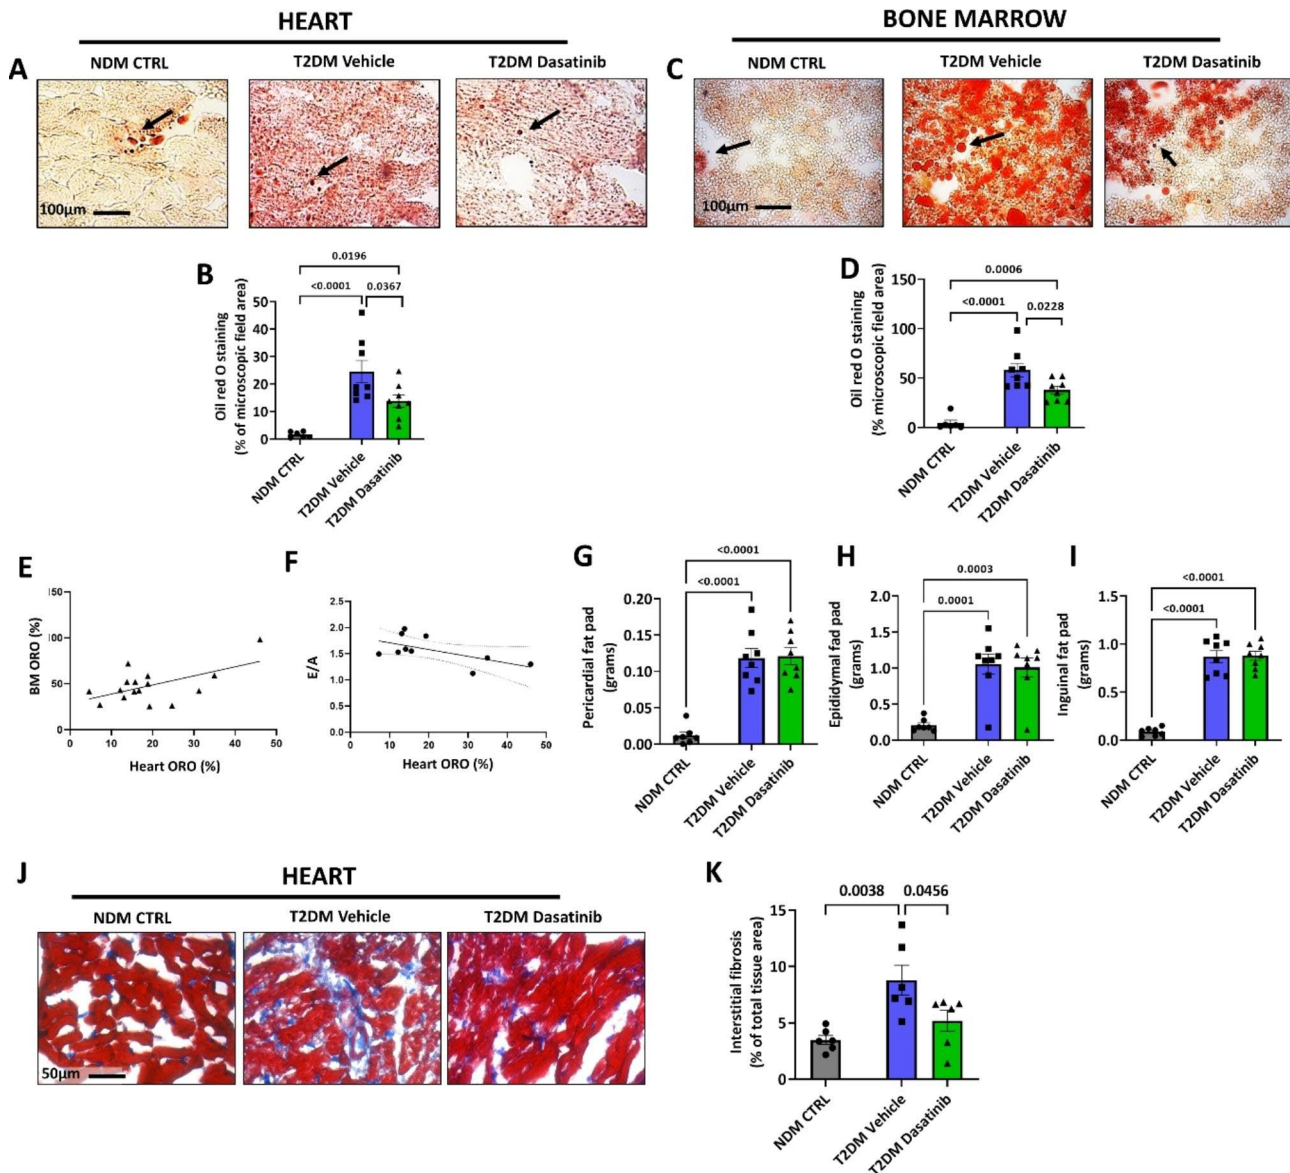 HEART
BONE MARROW
A
NDM CTRL
T2DM Vehicle
T2DM Dasatinib
C
NDM CTRL
T2DM Vehicle
T2DM Dasatinib
100µm
100µm
B
0.0196
<0.0001
0.0367
Oil red O staining
(% of microscopic field area)
50
40
30
20
10
0
NDM CTRL
T2DM Vehicle
T2DM Dasatinib
D
0.0006
<0.0001
0.0228
Oil red O staining
(% microscopic field area)
150
100
50
0
NDM CTRL
T2DM Vehicle
T2DM Dasatinib
E
BM ORO (%)
150
100
50
0
0
10
20
30
40
50
Heart ORO (%)
F
E/A
2.5
2.0
1.5
1.0
0.5
0.0
0
10
20
30
40
50
Heart ORO (%)
G
<0.0001
<0.0001
Pericardial fat pad
(grams)
0.20
0.15
0.10
0.05
0.00
NDM CTRL
T2DM Vehicle
T2DM Dasatinib
H
0.0003
0.0001
Epididymal fad pad
(grams)
2.0
1.5
1.0
0.5
0.0
NDM CTRL
T2DM Vehicle
T2DM Dasatinib
I
<0.0001
<0.0001
Inguinal fat pad
(grams)
1.5
1.0
0.5
0.0
NDM CTRL
T2DM Vehicle
T2DM Dasatinib
J
HEART
NDM CTRL
T2DM Vehicle
T2DM Dasatinib
50µm
K
0.0038
0.0456
Interstitial fibrosis
(% of total tissue area)
15
10
5
0
NDM CTRL
T2DM Vehicle
T2DM Dasatinib